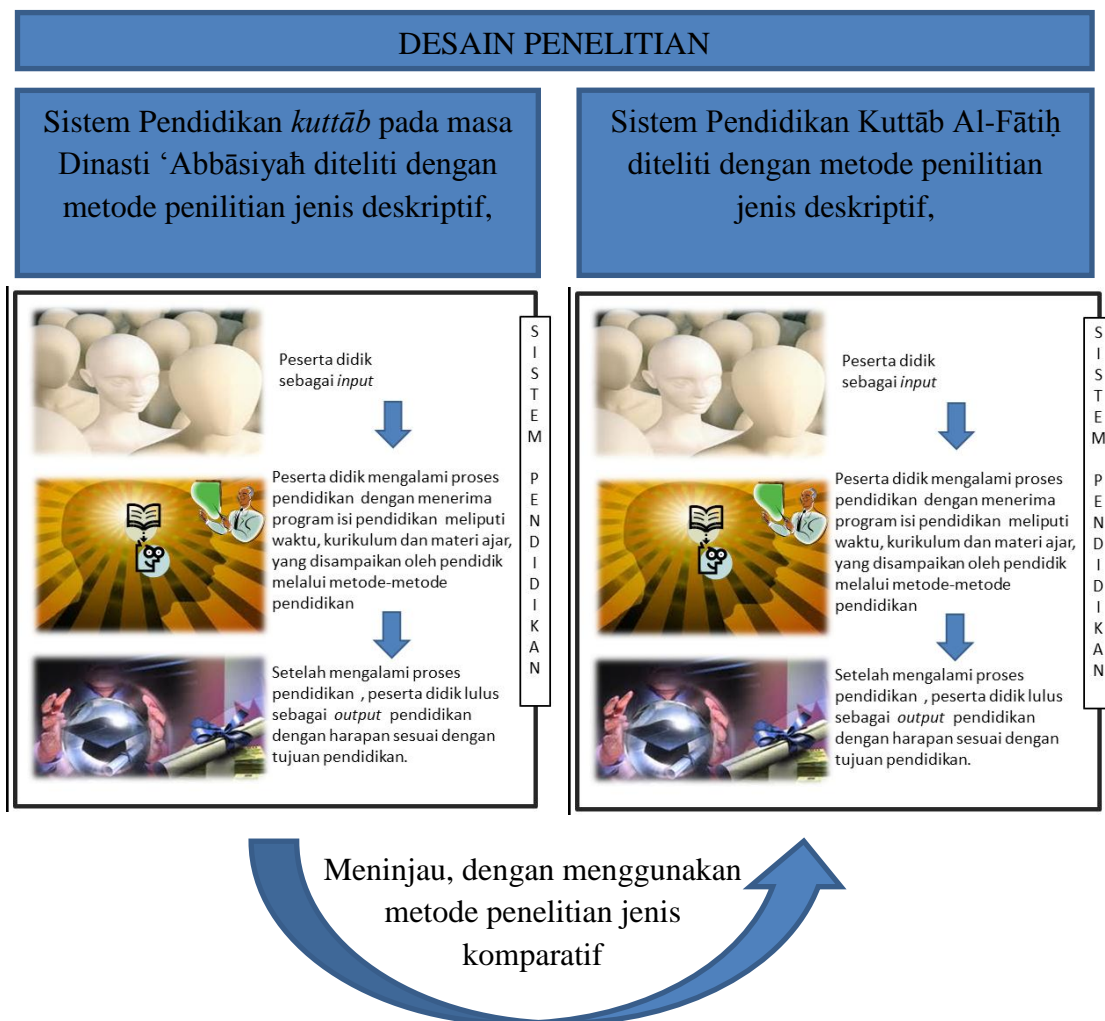 DESAIN PENELITIAN
Sistem Pendidikan kuttāb pada masa
Dinasti ‘Abbāsiyaħ diteliti dengan
metode penilitian jenis deskriptif,
Sistem Pendidikan Kuttāb Al-Fātiḥ
diteliti dengan metode penilitian
jenis deskriptif,
Peserta didik
sebagai input
Peserta didik mengalami proses
pendidikan dengan menerima
program isi pendidikan meliputi
waktu, kurikulum dan materi ajar,
yang disampaikan oleh pendidik
melalui metode-metode
pendidikan
Setelah mengalami proses
pendidikan , peserta didik lulus
sebagai output pendidikan
dengan harapan sesuai dengan
tujuan pendidikan.
SISTEM PENDIDIKAN
Peserta didik
sebagai input
Peserta didik mengalami proses
pendidikan dengan menerima
program isi pendidikan meliputi
waktu, kurikulum dan materi ajar,
yang disampaikan oleh pendidik
melalui metode-metode
pendidikan
Setelah mengalami proses
pendidikan , peserta didik lulus
sebagai output pendidikan
dengan harapan sesuai dengan
tujuan pendidikan.
SISTEM PENDIDIKAN
Meninjau, dengan menggunakan
metode penelitian jenis
komparatif